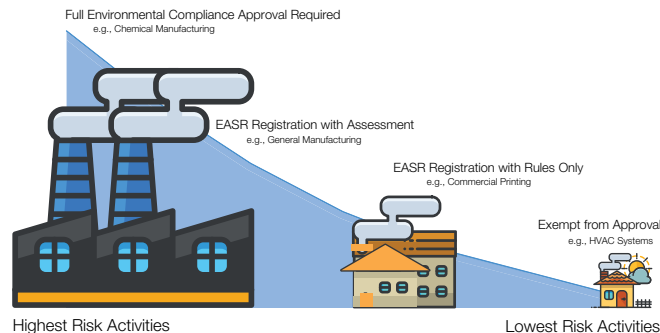 Full Environmental Compliance Approval Required
e.g., Chemical Manufacturing
EASR Registration with Assessment
e.g., General Manufacturing
EASR Registration with Rules Only
e.g., Commercial Printing
Exempt from Approval
e.g., HVAC Systems
Highest Risk Activities
Lowest Risk Activities